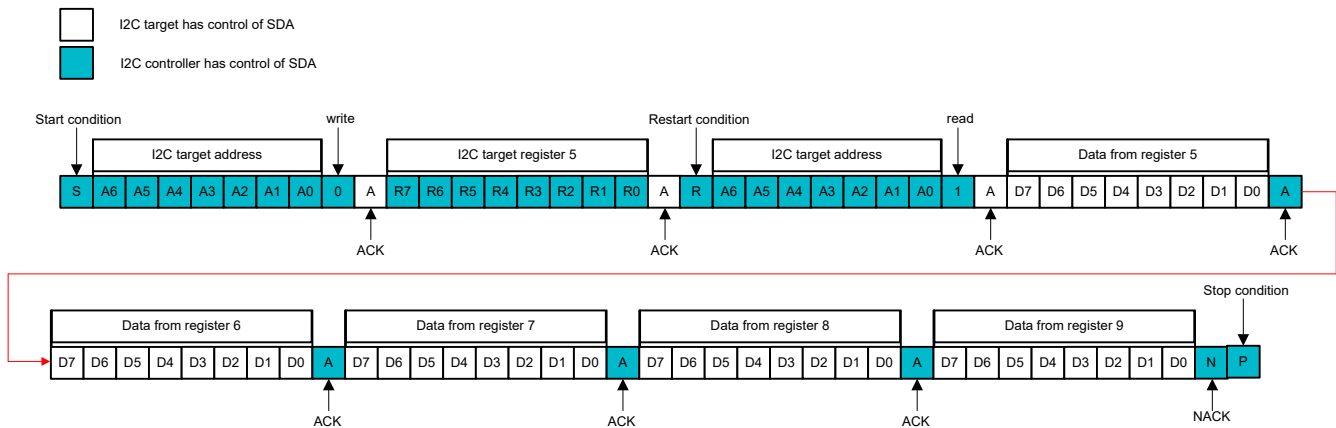 I2C target has control of SDA
I2C controller has control of SDA
Start condition write Restart condition read
I2C target address I2C target register 5 I2C target address Data from register 5
S A6 A5 A4 A3 A2 A1 A0 0 A R7 R6 R5 R4 R3 R2 R1 R0 A R A6 A5 A4 A3 A2 A1 A0 1 A D7 D6 D5 D4 D3 D2 D1 D0 A
ACK ACK ACK ACK
Stop condition
Data from register 6 Data from register 7 Data from register 8 Data from register 9
D7 D6 D5 D4 D3 D2 D1 D0 A D7 D6 D5 D4 D3 D2 D1 D0 A D7 D6 D5 D4 D3 D2 D1 D0 A D7 D6 D5 D4 D3 D2 D1 D0 N P
ACK ACK ACK NACK